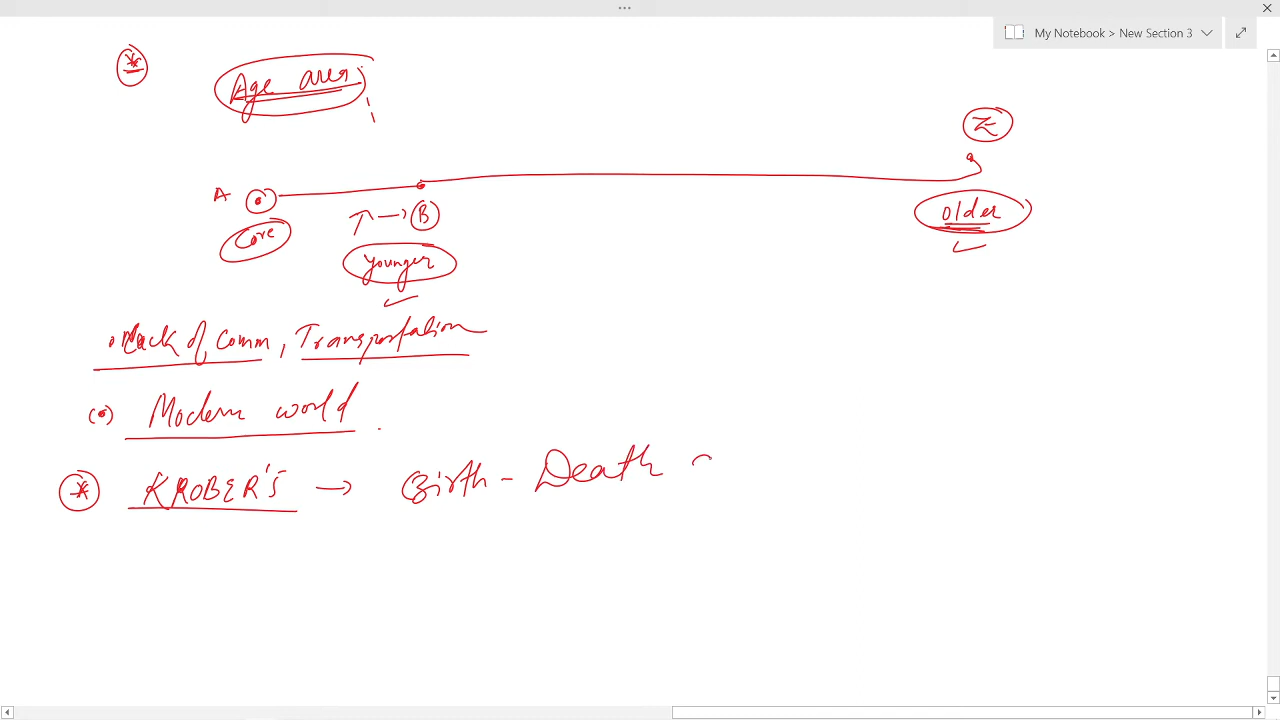 My Notebook > New Section 3
Age area
Z
A
Core
B
younger
older
Lack of Comm, Transportation
Modern world
KROBER'S → Birth - Death